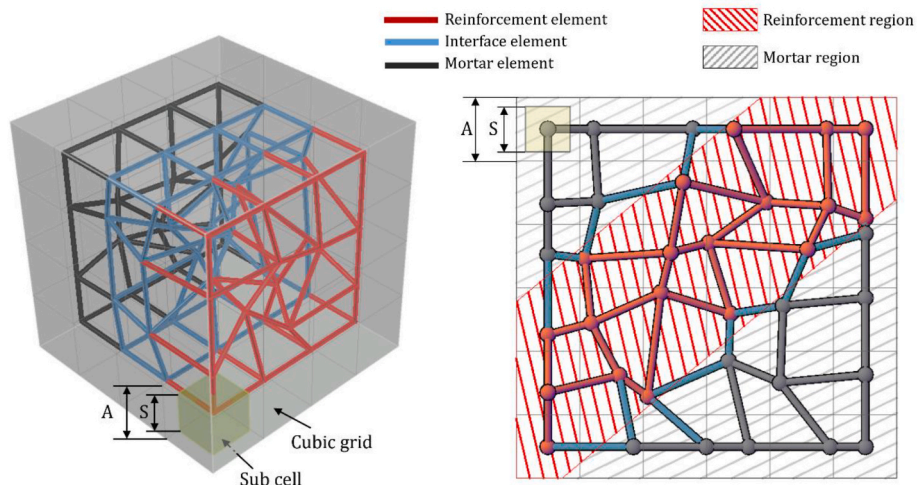 Reinforcement element
Interface element
Mortar element
Reinforcement region
Mortar region
A
S
A
S
Cubic grid
Sub cell